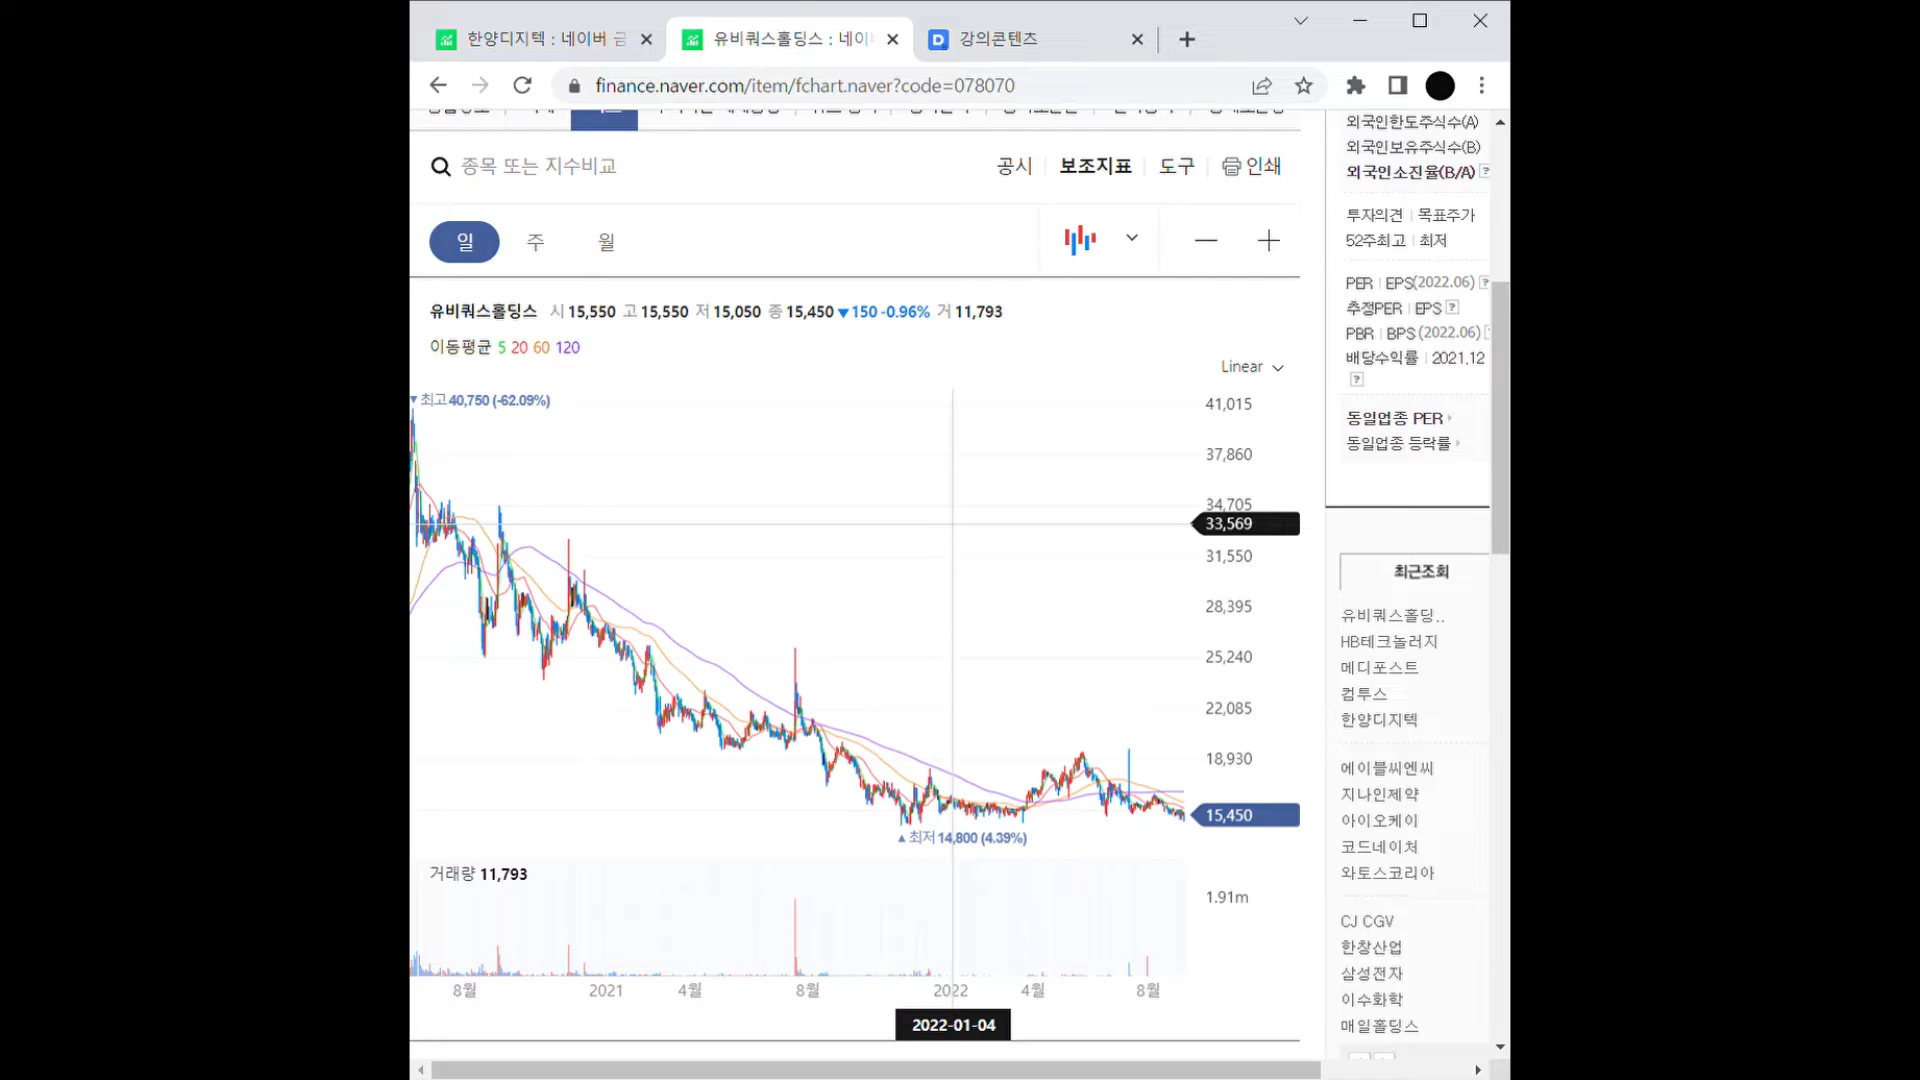 한양디지텍 : 네이버 금
유비쿼스홀딩스 : 네이
강의콘텐츠
finance.naver.com/item/fchart.naver?code=078070
종목 또는 지수비교
공시
보조지표
도구
인쇄
일
주
월
유비쿼스홀딩스 시 15,550 고 15,550 저 15,050 종 15,450 ▼150 -0.96% 거 11,793
이동평균 5 20 60 120
Linear
▼최고 40,750 (-62.09%)
41,015
37,860
34,705
33,569
31,550
28,395
25,240
22,085
18,930
15,450
▲최저 14,800 (4.39%)
거래량 11,793
1.91m
8월
2021
4월
8월
2022
4월
8월
2022-01-04
외국인한도주식수(A)
외국인보유주식수(B)
외국인소진율(B/A) ?
투자의견 | 목표주가
52주최고 | 최저
PER | EPS(2022.06) ?
추정PER | EPS ?
PBR | BPS (2022.06)
배당수익률 | 2021.12
?
동일업종 PER
동일업종 등락률
최근조회
유비쿼스홀딩..
HB테크놀러지
메디포스트
컴투스
한양디지텍
에이블씨엔씨
지나인제약
아이오케이
코드네이처
와토스코리아
CJ CGV
한창산업
삼성전자
이수화학
매일홀딩스